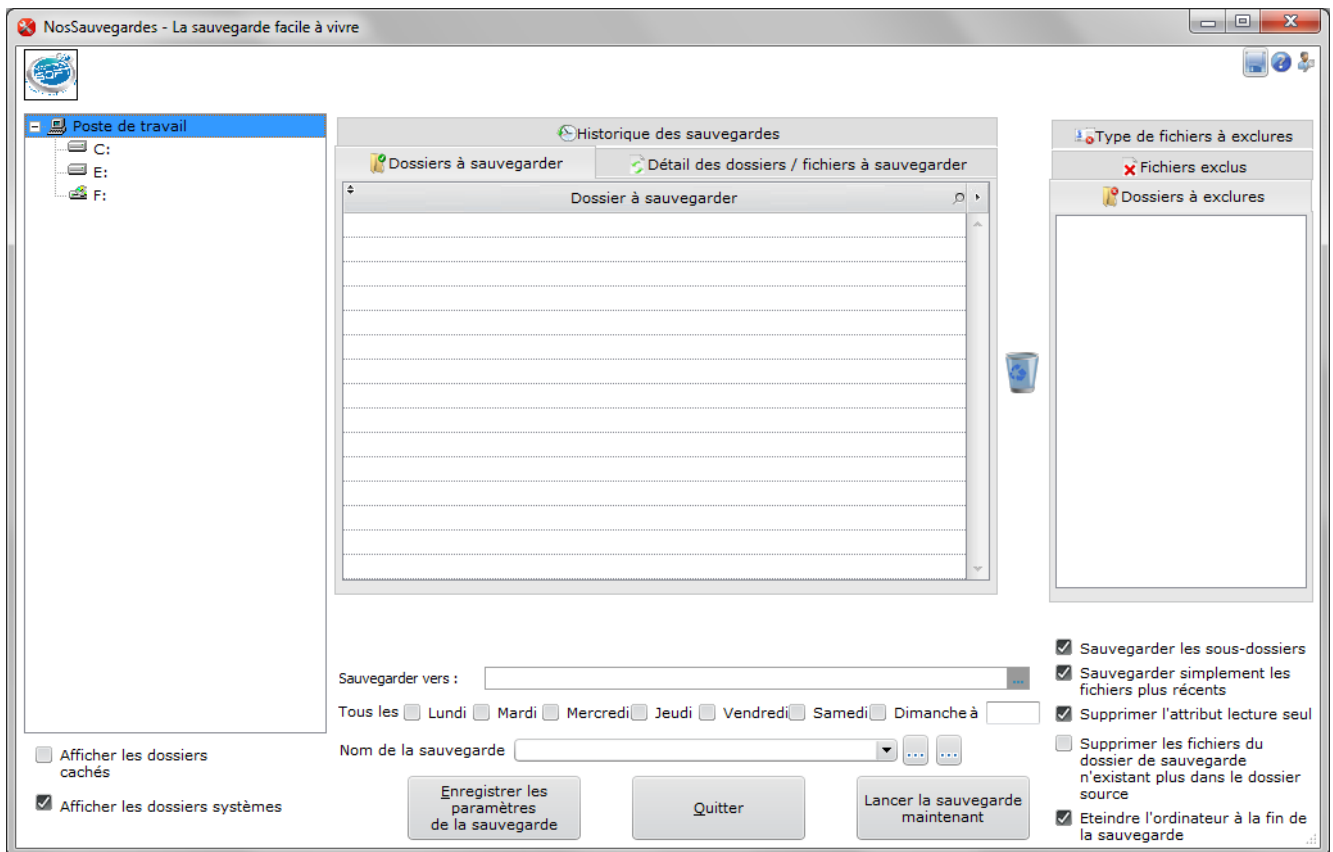 NosSauvegardes - La sauvegarde facile à vivre
Poste de travail
C:
E:
F:
Afficher les dossiers
cachés
Afficher les dossiers systèmes
Historique des sauvegardes
Dossiers à sauvegarder
Détail des dossiers / fichiers à sauvegarder
Dossier à sauvegarder
Type de fichiers à exclures
Fichiers exclus
Dossiers à exclures
Sauvegarder vers :
...
Tous les Lundi Mardi Mercredi Jeudi Vendredi Samedi Dimanche à
Nom de la sauvegarde
... ...
Enregistrer les
paramètres
de la sauvegarde
Quitter
Lancer la sauvegarde
maintenant
Sauvegarder les sous-dossiers
Sauvegarder simplement les
fichiers plus récents
Supprimer l'attribut lecture seul
Supprimer les fichiers du
dossier de sauvegarde
n'existant plus dans le dossier
source
Eteindre l'ordinateur à la fin de
la sauvegarde